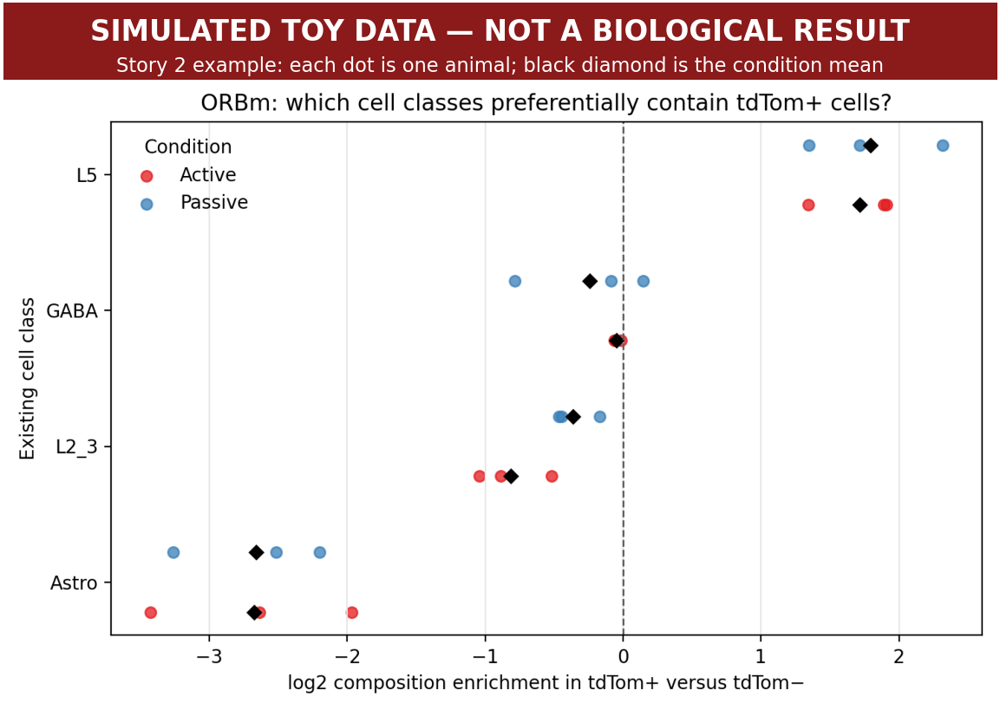 SIMULATED TOY DATA — NOT A BIOLOGICAL RESULT
Story 2 example: each dot is one animal; black diamond is the condition mean
ORBm: which cell classes preferentially contain tdTom+ cells?
Condition
Active
Passive
Existing cell class
L5
GABA
L2_3
Astro
−3 −2 −1 0 1 2
log2 composition enrichment in tdTom+ versus tdTom−